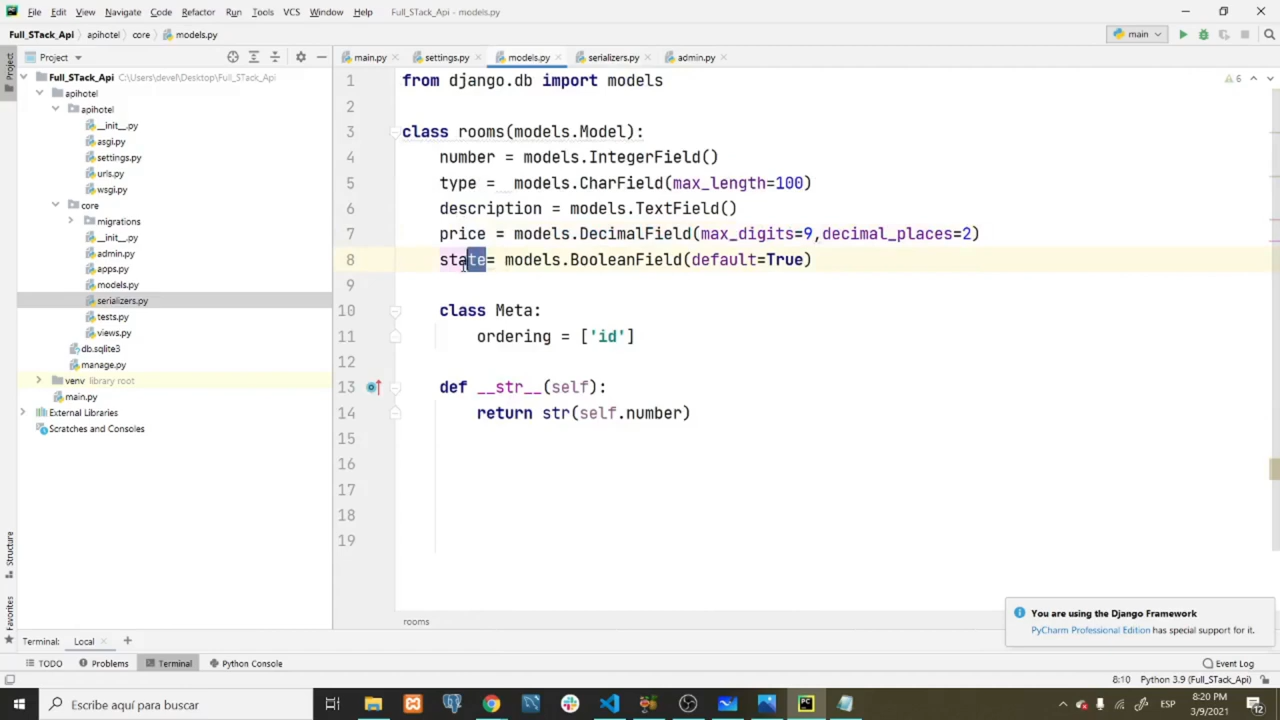 File Edit View Navigate Code Refactor Run Tools VCS Window Help Full_STack_Api - models.py
Full_STack_Api apihotel core models.py main
Project main.py settings.py models.py serializers.py admin.py
Full_STack_Api C:\Users\devel\Desktop\Full_STack_Api
apihotel
apihotel
__init__.py
asgi.py
settings.py
urls.py
wsgi.py
core
migrations
__init__.py
admin.py
apps.py
models.py
serializers.py
tests.py
views.py
db.sqlite3
manage.py
venv library root
main.py
External Libraries
Scratches and Consoles
Project
Structure
Favorites
1 from django.db import models
6
2
3 class rooms(models.Model):
4 number = models.IntegerField()
5 type = models.CharField(max_length=100)
6 description = models.TextField()
7 price = models.DecimalField(max_digits=9,decimal_places=2)
8 state= models.BooleanField(default=True)
9
10 class Meta:
11 ordering = ['id']
12
13 def __str__(self):
14 return str(self.number)
15
16
17
18
19
rooms
You are using the Django Framework
PyCharm Professional Edition has special support for it.
Terminal: Local +
TODO Problems Terminal Python Console Event Log
8:10 Python 3.9 (Full_STack_Api)
Escribe aquí para buscar
ESP
8:20 PM
3/9/2021
2